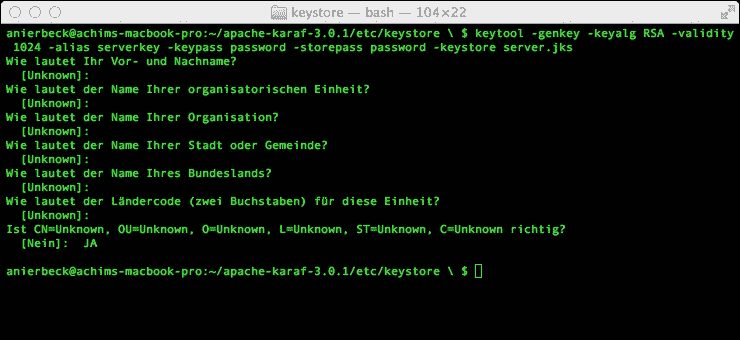 keystore — bash — 104×22
anierbeck@achims-macbook-pro:~/apache-karaf-3.0.1/etc/keystore \ $ keytool -genkey -keyalg RSA -validity
1024 -alias serverkey -keypass password -storepass password -keystore server.jks
Wie lautet Ihr Vor- und Nachname?
[Unknown]:
Wie lautet der Name Ihrer organisatorischen Einheit?
[Unknown]:
Wie lautet der Name Ihrer Organisation?
[Unknown]:
Wie lautet der Name Ihrer Stadt oder Gemeinde?
[Unknown]:
Wie lautet der Name Ihres Bundeslands?
[Unknown]:
Wie lautet der Ländercode (zwei Buchstaben) für diese Einheit?
[Unknown]:
Ist CN=Unknown, OU=Unknown, O=Unknown, L=Unknown, ST=Unknown, C=Unknown richtig?
[Nein]:  JA
anierbeck@achims-macbook-pro:~/apache-karaf-3.0.1/etc/keystore \ $